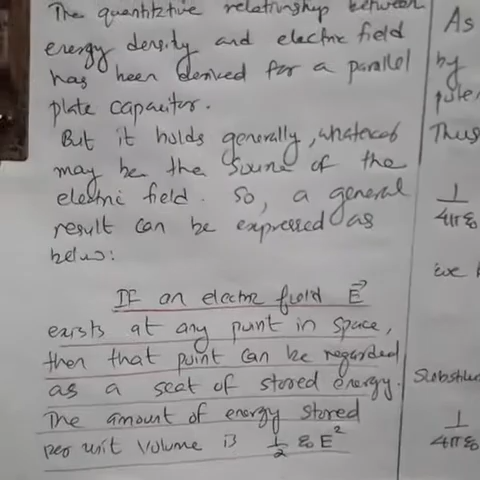 The quantitative relationship between
energy density and electric field
has been derived for a parallel
plate capacitor.
But it holds generally, whatever
may be the source of the
electric field. So, a general
result can be expressed as
below:
If an electric field E⃗
exists at any point in space,
then that point can be regarded
as a seat of stored energy.
The amount of energy stored
per unit volume is 1/2 ε0 E²
As
by
Thus
1/4πε0
we
1/4πε0